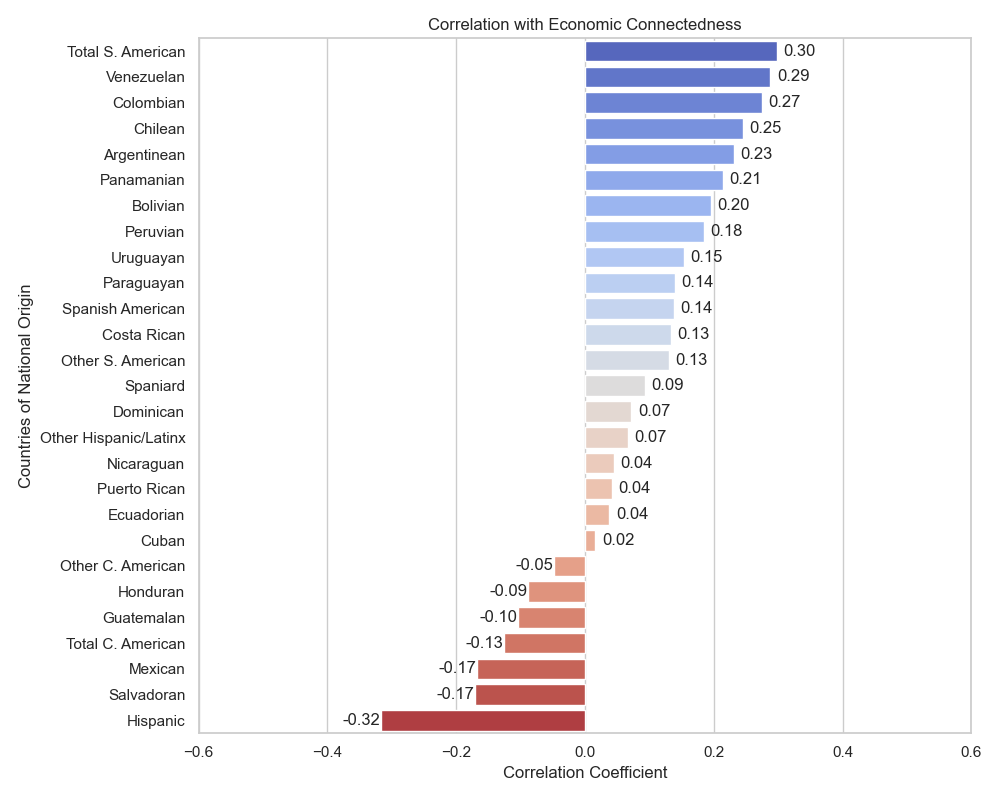 Correlation with Economic Connectedness
Total S. American 0.30
Venezuelan 0.29
Colombian 0.27
Chilean 0.25
Argentinean 0.23
Panamanian 0.21
Bolivian 0.20
Peruvian 0.18
Uruguayan 0.15
Paraguayan 0.14
Spanish American 0.14
Costa Rican 0.13
Other S. American 0.13
Spaniard 0.09
Dominican 0.07
Other Hispanic/Latinx 0.07
Nicaraguan 0.04
Puerto Rican 0.04
Ecuadorian 0.04
Cuban 0.02
Other C. American -0.05
Honduran -0.09
Guatemalan -0.10
Total C. American -0.13
Mexican -0.17
Salvadoran -0.17
Hispanic -0.32
Countries of National Origin
−0.6 −0.4 −0.2 0.0 0.2 0.4 0.6
Correlation Coefficient